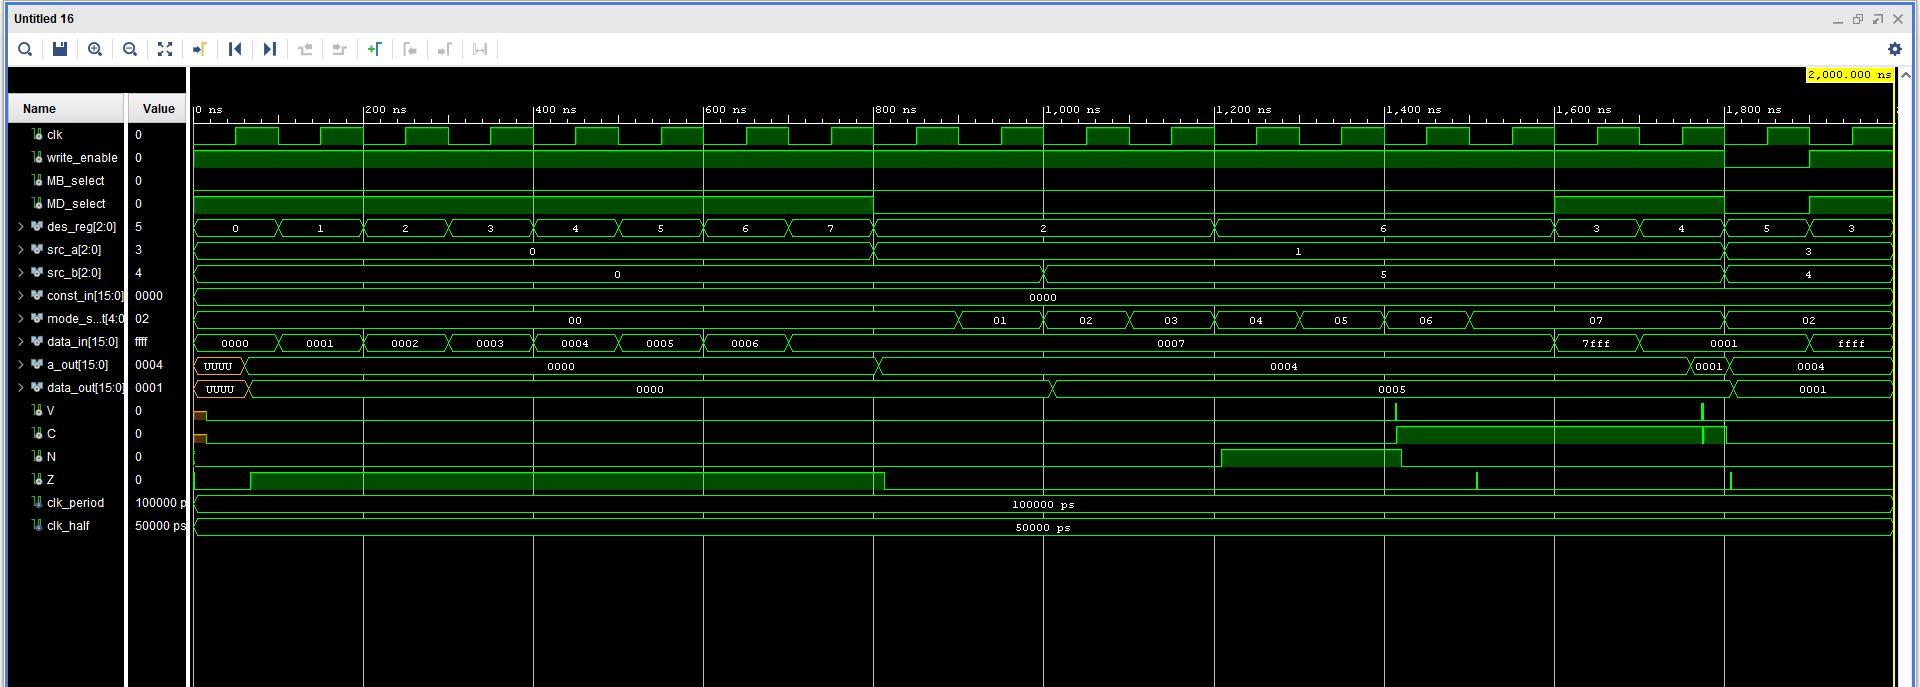 Untitled 16
2,000.000 ns
Name Value
0 ns 200 ns 400 ns 600 ns 800 ns 1,000 ns 1,200 ns 1,400 ns 1,600 ns 1,800 ns
clk 0
write_enable 0
MB_select 0
MD_select 0
des_reg[2:0] 5 0 1 2 3 4 5 6 7 2 6 3 4 5 3
src_a[2:0] 3 0 1 3
src_b[2:0] 4 0 5 4
const_in[15:0] 0000 0000
mode_s...t[4:0 02 00 01 02 03 04 05 06 07 02
data_in[15:0] ffff 0000 0001 0002 0003 0004 0005 0006 0007 7fff 0001 ffff
a_out[15:0] 0004 UUUU 0000 0004 0001 0004
data_out[15:0] 0001 UUUU 0000 0005 0001
V 0
C 0
N 0
Z 0
clk_period 100000 p 100000 ps
clk_half 50000 ps 50000 ps